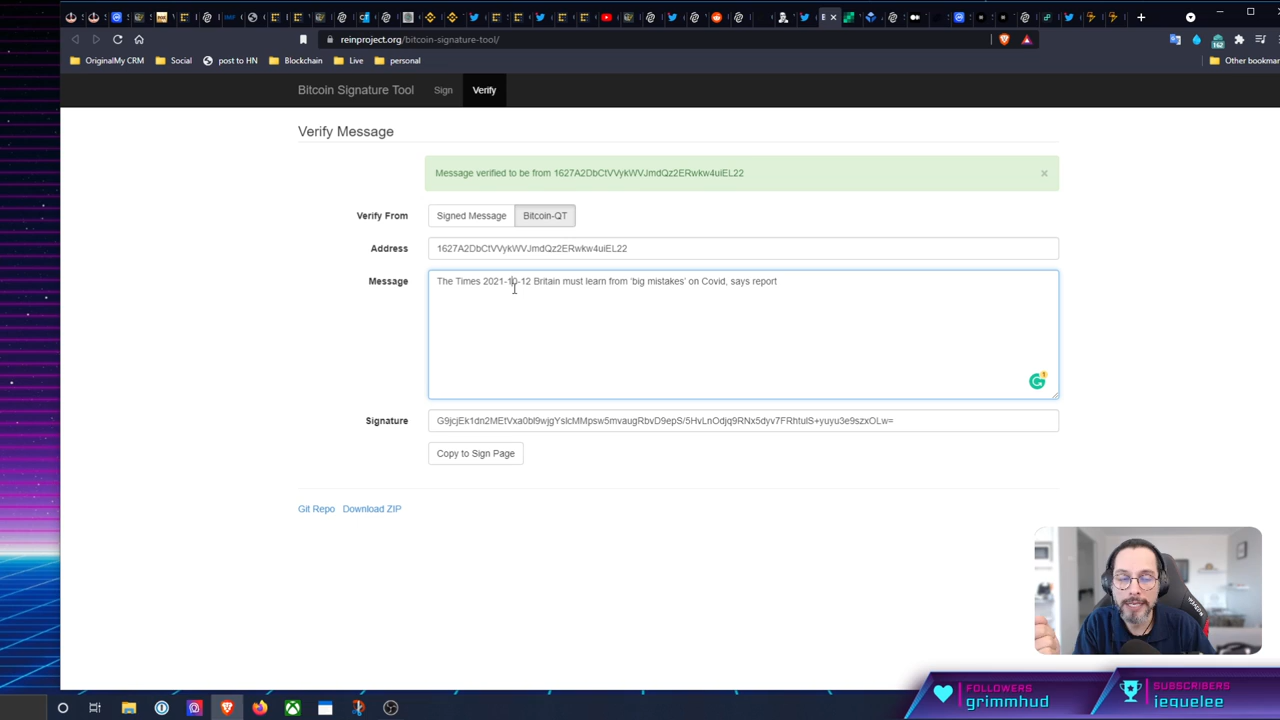 reinproject.org/bitcoin-signature-tool/
162
OriginalMy CRM Social post to HN Blockchain Live personal Other bookmar
Bitcoin Signature Tool Sign Verify
Verify Message
Message verified to be from 1627A2DbCtVVykWVJmdQz2ERwkw4uiEL22 ×
Verify From Signed Message Bitcoin-QT
Address 1627A2DbCtVVykWVJmdQz2ERwkw4uiEL22
Message The Times 2021-10-12 Britain must learn from 'big mistakes' on Covid, says report
Signature G9jcjEk1dn2MEtVxa0bl9wjgYslcMMpsw5mvaugRbvD9epS/5HvLnOdjq9RNx5dyv7FRhtulS+yuyu3e9szxOLw=
Copy to Sign Page
Git Repo Download ZIP
FOLLOWERS
grimmhud
SUBSCRIBERS
jequelee